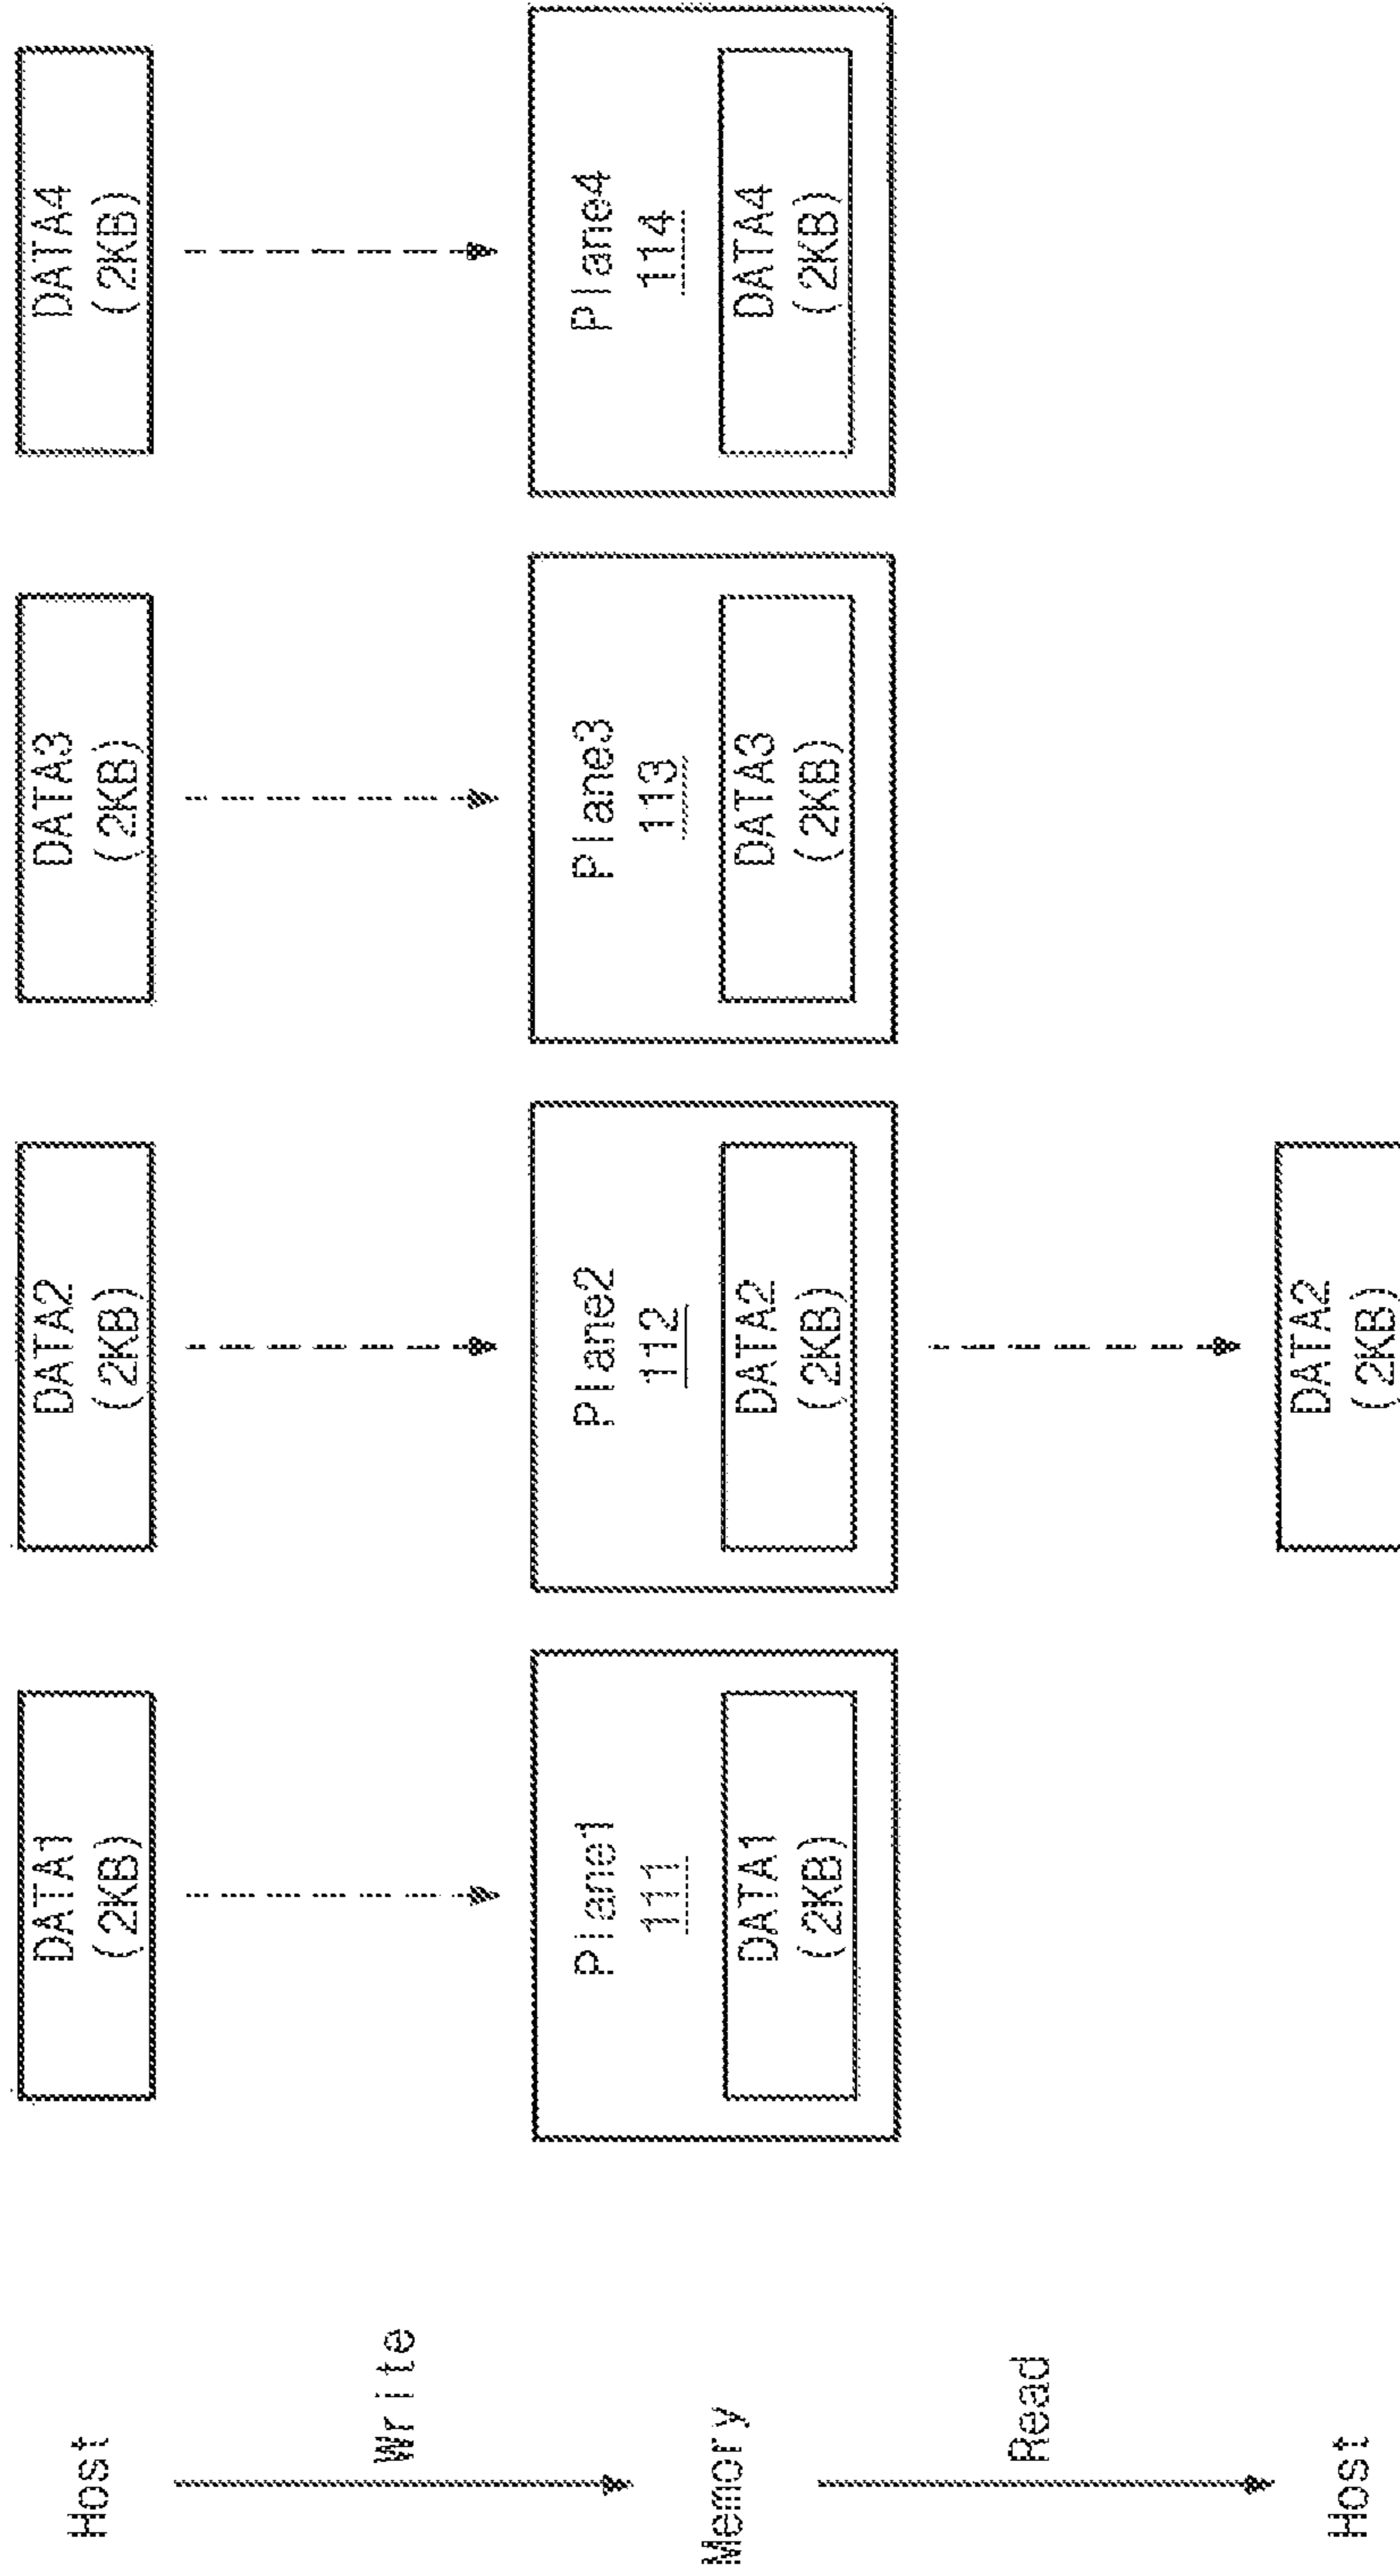 Host
DATA1
(2KB)
DATA2
(2KB)
DATA3
(2KB)
DATA4
(2KB)
Write
Memory
Plane1
111
DATA1
(2KB)
Plane2
112
DATA2
(2KB)
Plane3
113
DATA3
(2KB)
Plane4
114
DATA4
(2KB)
Read
Host
DATA2
(2KB)